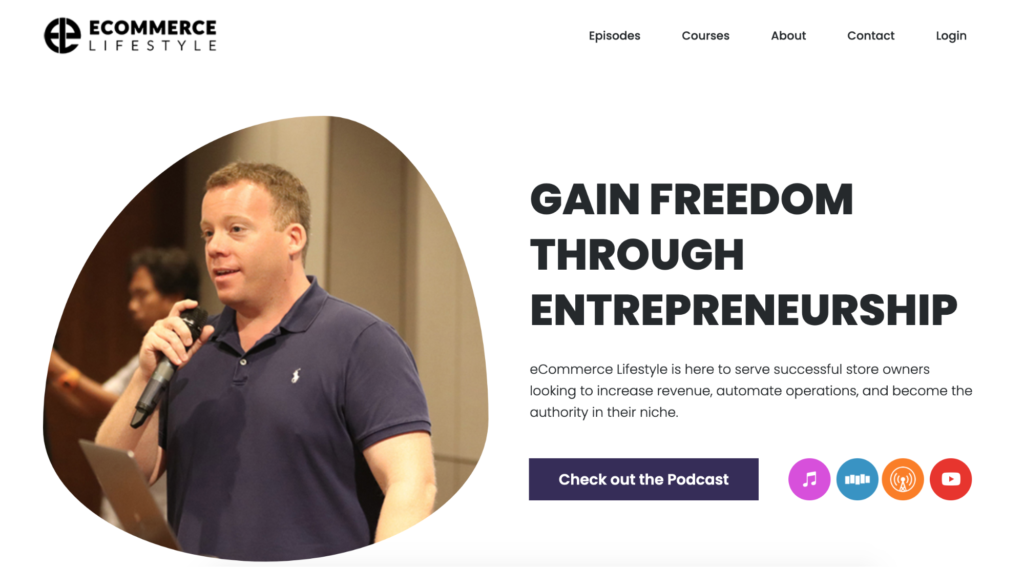 ECOMMERCE
LIFESTYLE
Episodes Courses About Contact Login
GAIN FREEDOM
THROUGH
ENTREPRENEURSHIP
eCommerce Lifestyle is here to serve successful store owners
looking to increase revenue, automate operations, and become the
authority in their niche.
Check out the Podcast